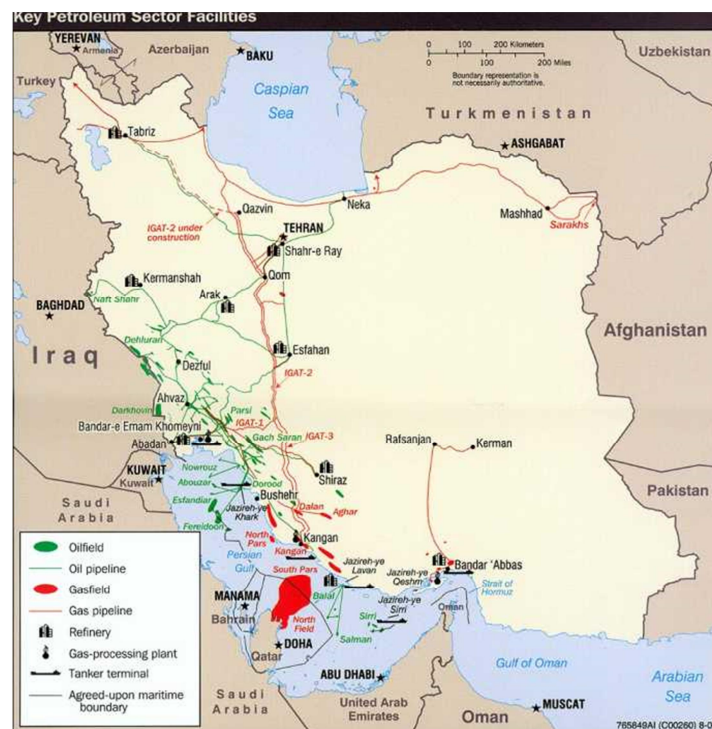 Key Petroleum Sector Facilities
YEREVAN
Armenia
Azerbaijan
BAKU
0 100 200 Kilometers
0 100 200 Miles
Boundary representation is
not necessarily authoritative.
Uzbekistan
Turkey
Caspian
Sea
Turkmenistan
Tabriz
ASHGABAT
Qazvin
Neka
Mashhad
Sarakhs
IGAT-2 under
construction
TEHRAN
Shahr-e Ray
Kermanshah
Qom
Arak
BAGHDAD
Naft Shahr
Afghanistan
Iraq
Dehluran
Esfahan
Dezful
IGAT-2
Ahvaz
Darkhovin
Parsi
Bandar-e Emam Khomeyni
IGAT-1
Gach Saran
IGAT-3
Abadan
Rafsanjan
Kerman
KUWAIT
Kuwait
Nowrouz
Abouzar
Dorood
Shiraz
Pakistan
Saudi
Arabia
Esfandiar
Bushehr
Fereidoon
Jazireh-ye
Khark
Dalan
Aghar
North
Pars
Kangan
Kangan
Persian
Gulf
South Pars
Jazireh-ye
Lavan
Jazireh-ye
Qeshm
Bandar 'Abbas
Strait of
Hormuz
MANAMA
Bahrain
Balal
Jazireh-ye
Sirri
Oman
North
Field
Sirri
Salman
Qatar
DOHA
Gulf of Oman
Arabian
Sea
ABU DHABI
Saudi
Arabia
United Arab
Emirates
Oman
MUSCAT
Oilfield
Oil pipeline
Gasfield
Gas pipeline
Refinery
Gas-processing plant
Tanker terminal
Agreed-upon maritime
boundary
765849AI (C00260) 8-0